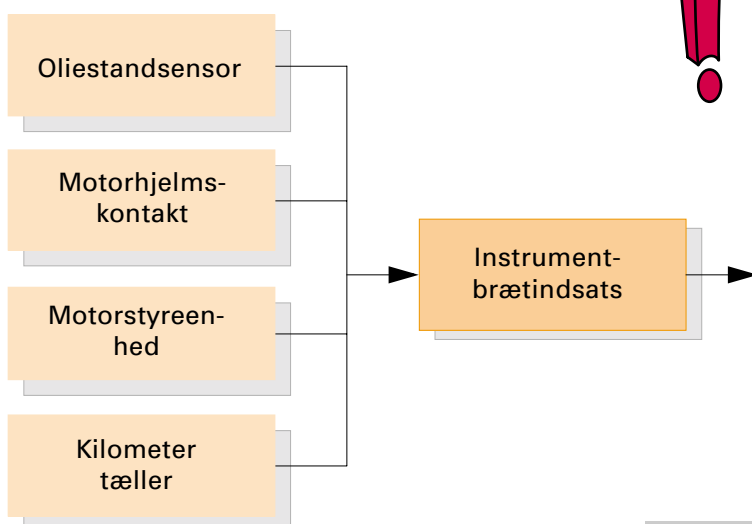 Oliestandsensor
Motorhjelms-
kontakt
Motorstyreen-
hed
Kilometer
tæller
Instrument-
brætindsats